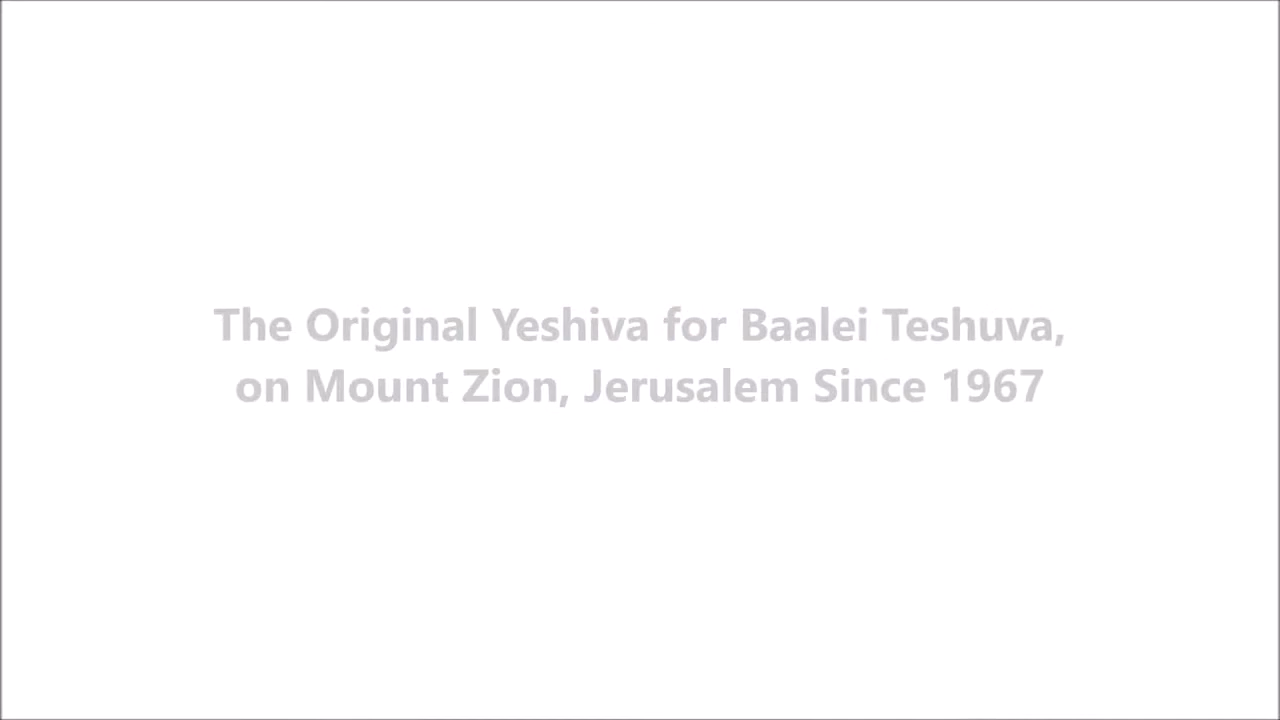 The Original Yeshiva for Baalei Teshuva,
on Mount Zion, Jerusalem Since 1967